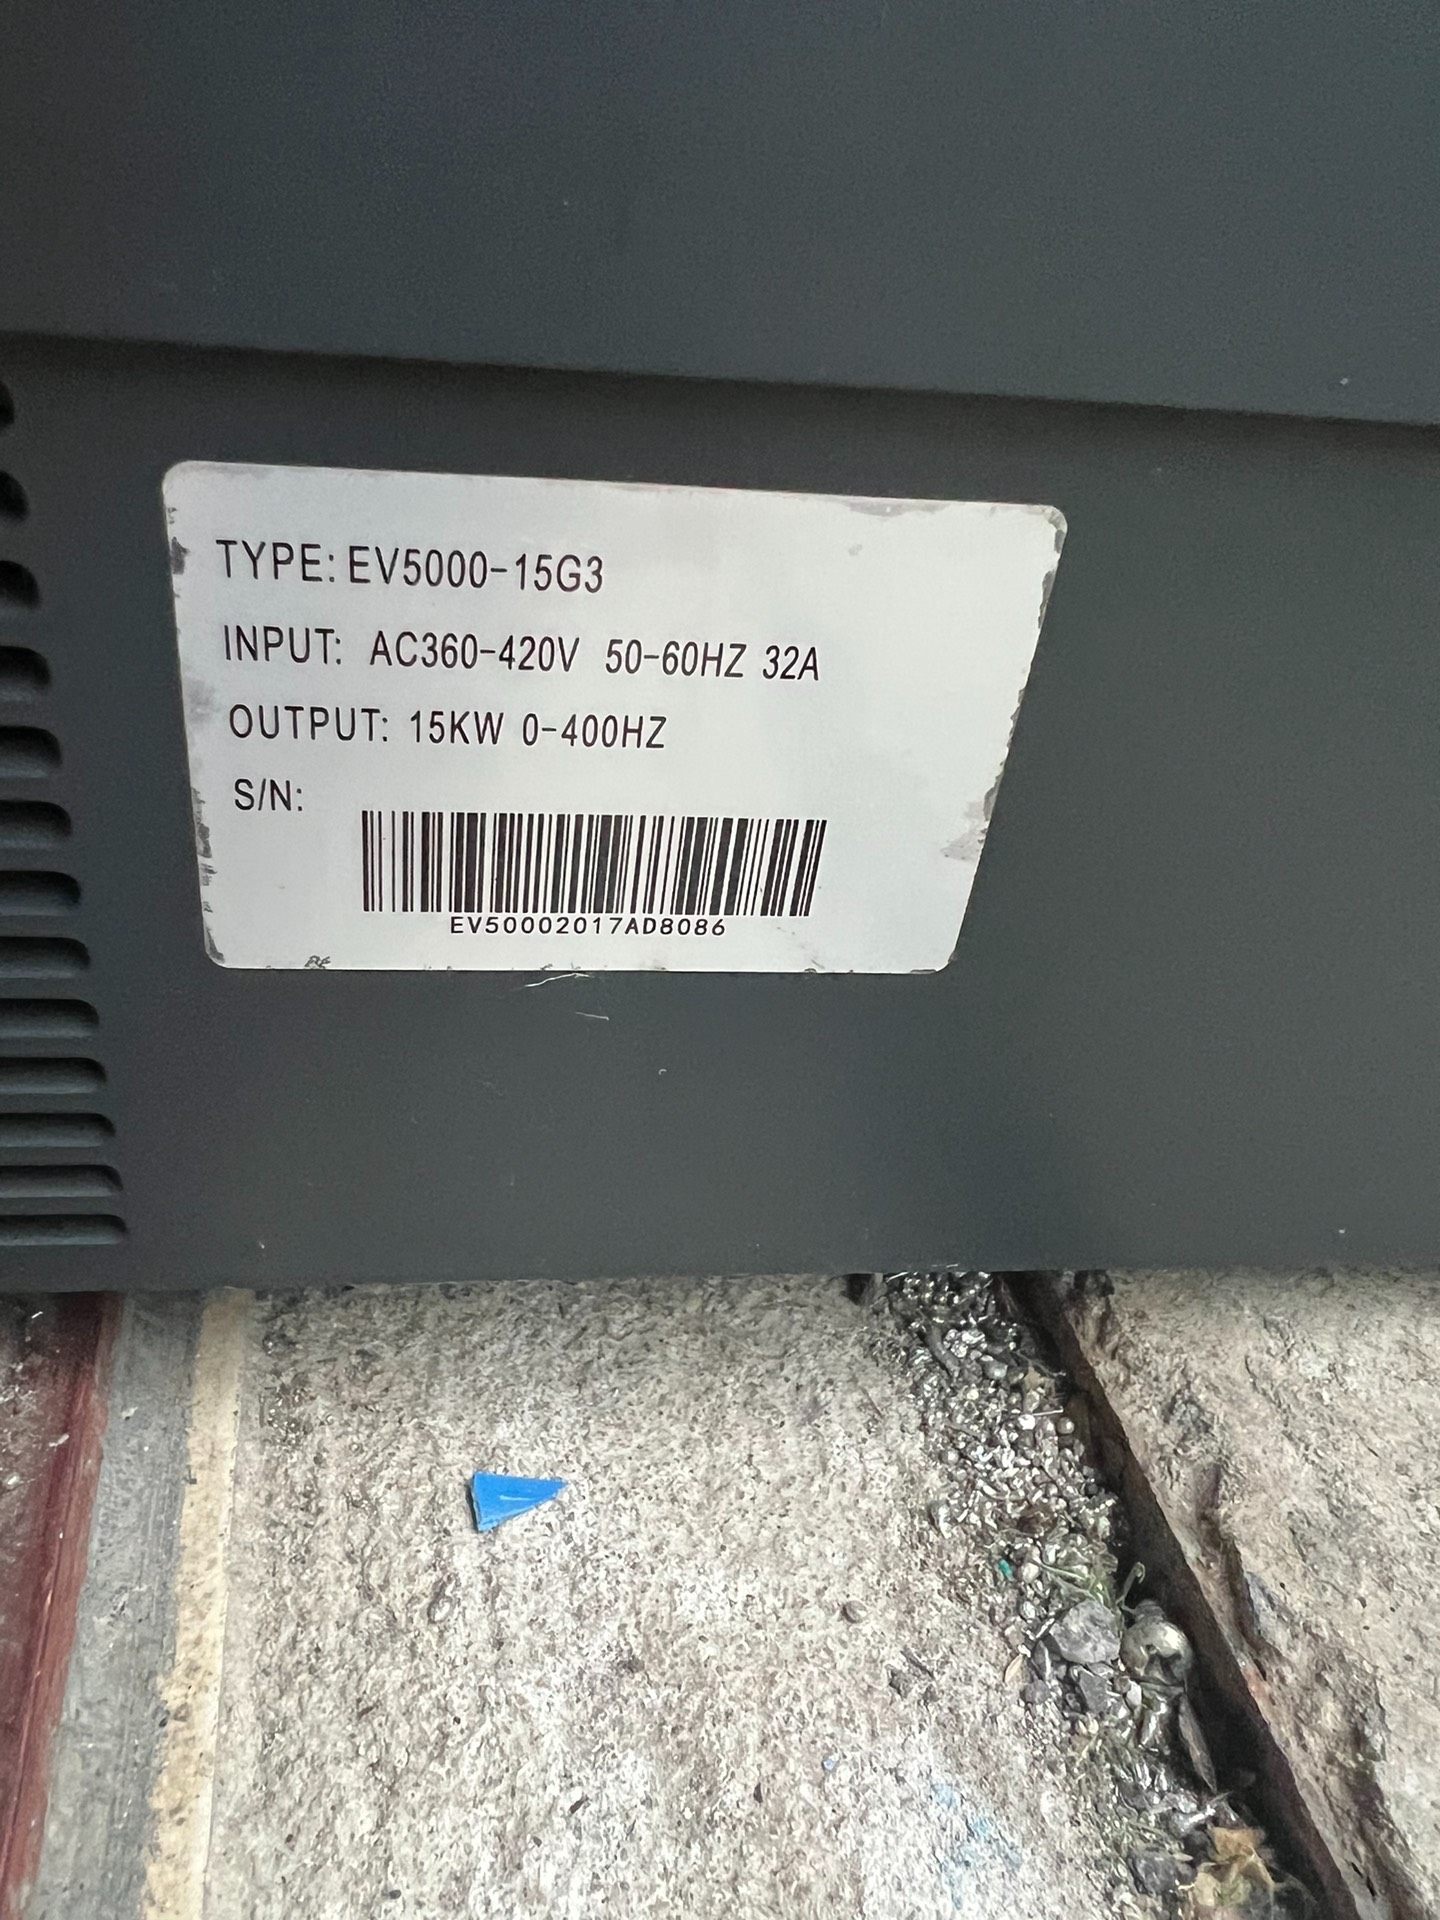 TYPE: EV5000-15G3
INPUT: AC360-420V 50-60HZ 32A
OUTPUT: 15KW 0-400HZ
S/N:
EV50002017AD8086